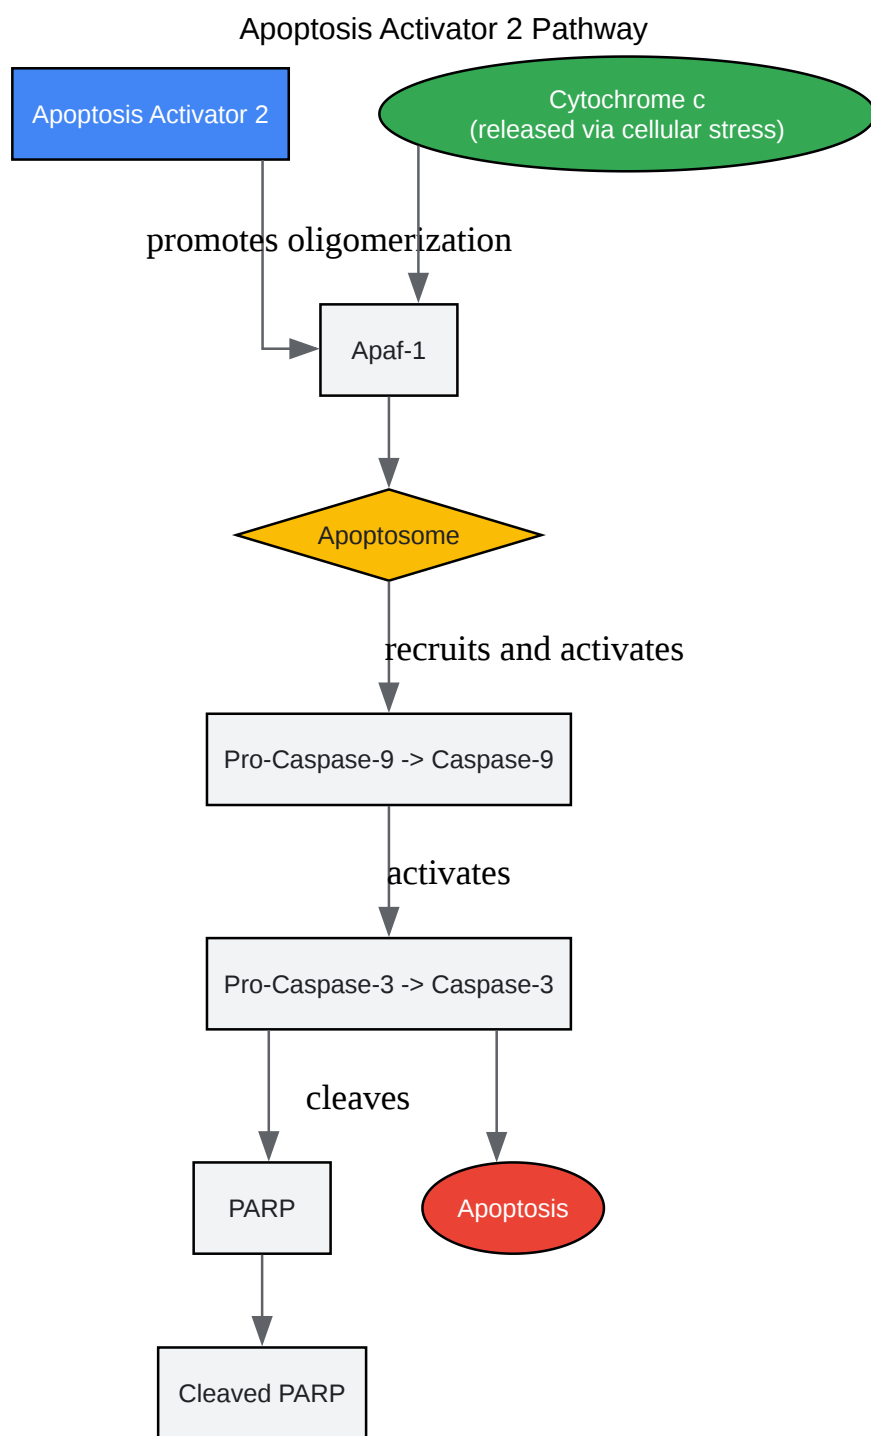 Apoptosis Activator 2 Pathway
Apoptosis Activator 2
Cytochrome c
(released via cellular stress)
promotes oligomerization
Apaf-1
Apoptosome
recruits and activates
Pro-Caspase-9 -> Caspase-9
activates
Pro-Caspase-3 -> Caspase-3
cleaves
PARP
Apoptosis
Cleaved PARP